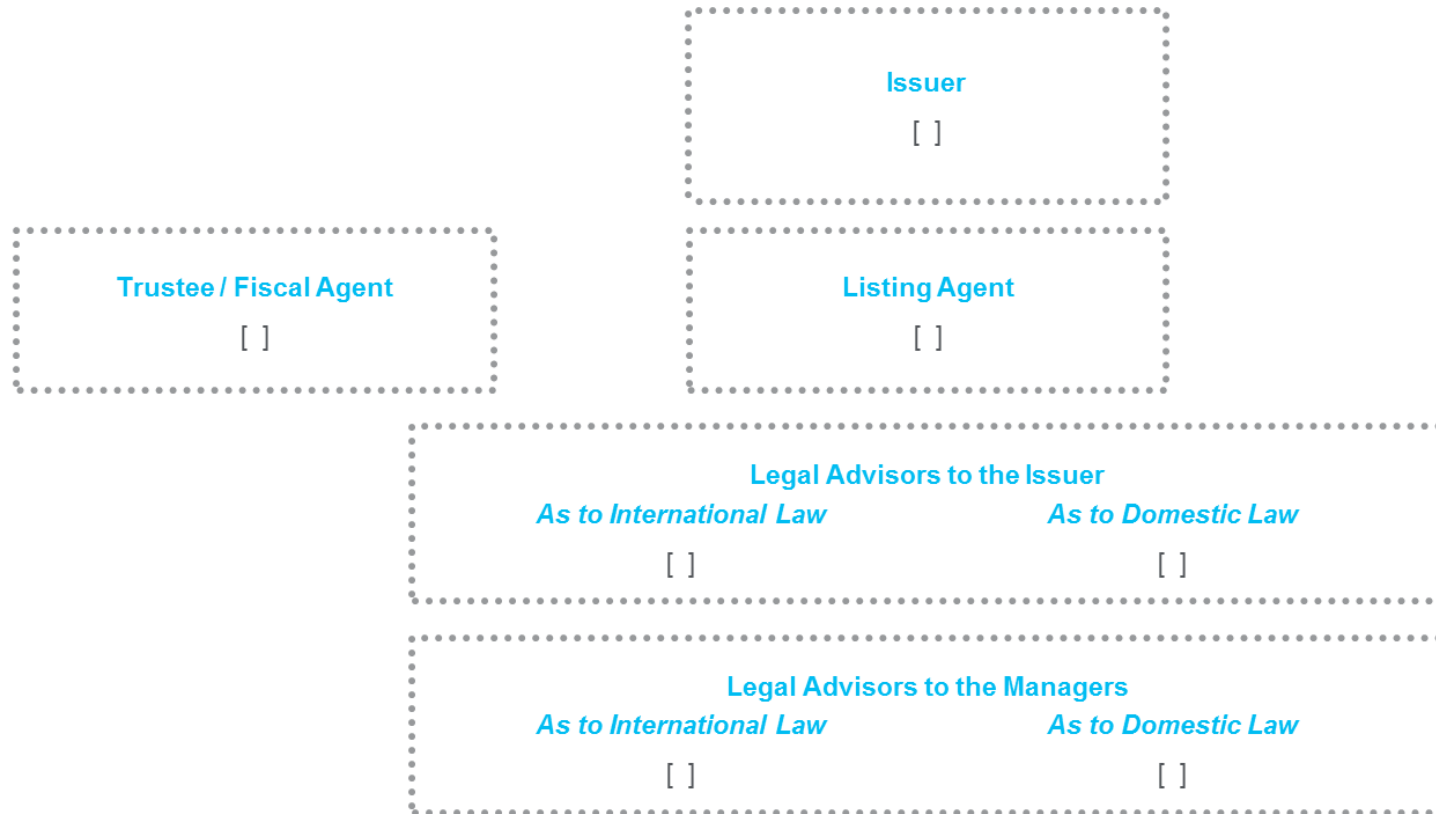 Issuer
[ ]
Trustee / Fiscal Agent
[ ]
Listing Agent
[ ]
Legal Advisors to the Issuer
As to International Law
As to Domestic Law
[ ]
[ ]
Legal Advisors to the Managers
As to International Law
As to Domestic Law
[ ]
[ ]